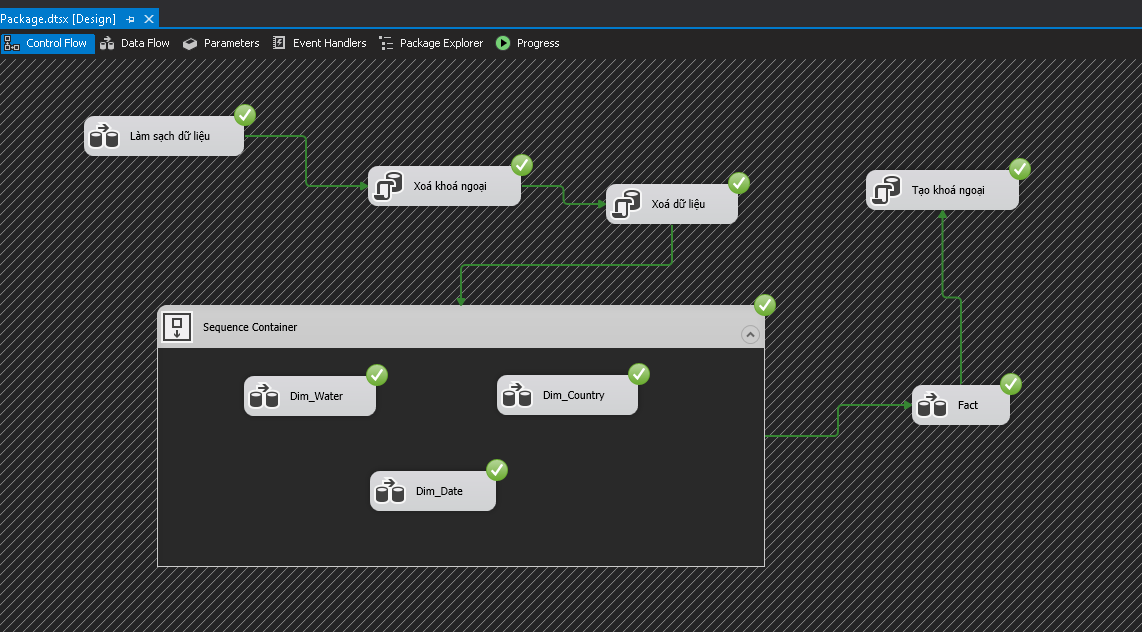 Package.dtsx [Design]
Control Flow
Data Flow
Parameters
Event Handlers
Package Explorer
Progress
Làm sạch dữ liệu
Xoá khoá ngoại
Xoá dữ liệu
Tạo khoá ngoại
Sequence Container
Dim_Water
Dim_Country
Fact
Dim_Date